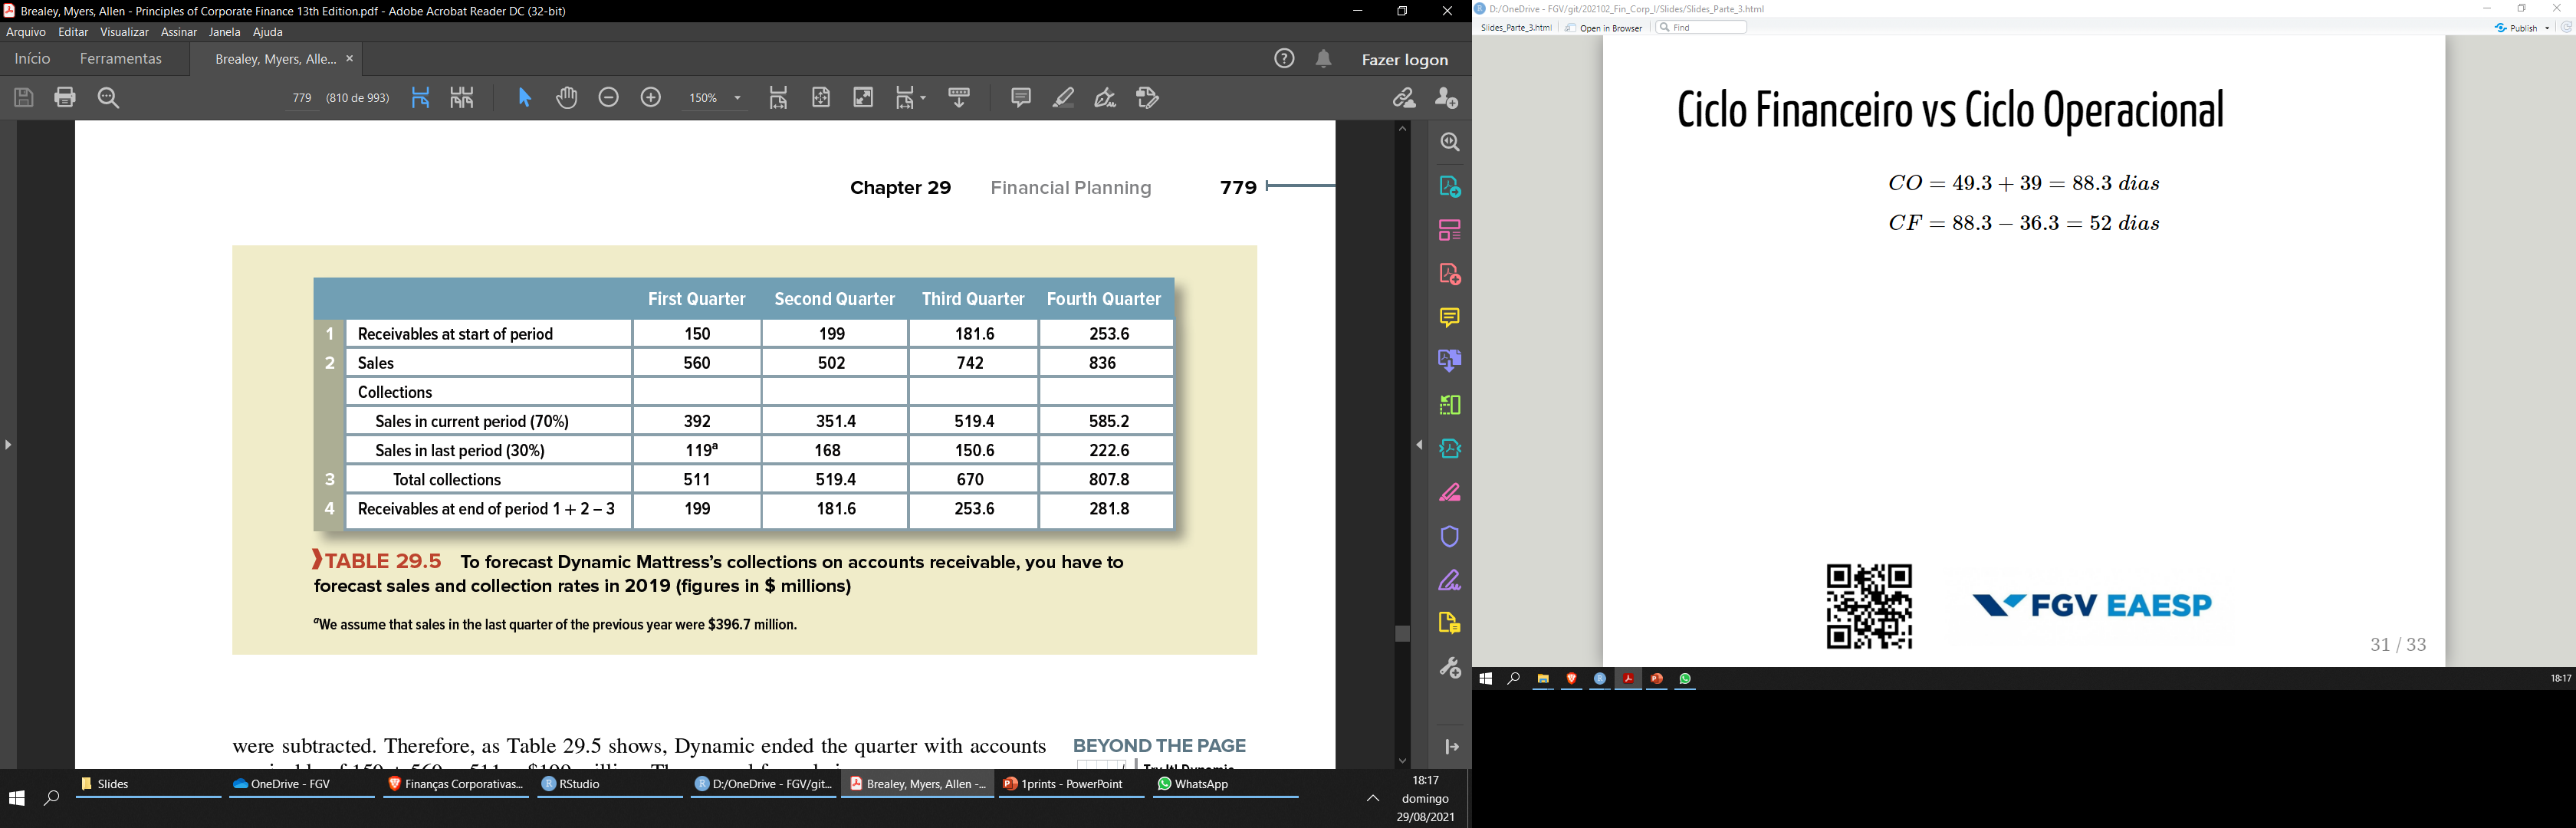 Brealey, Myers, Allen - Principles of Corporate Finance 13th Edition.pdf - Adobe Acrobat Reader DC (32-bit)
Arquivo Editar Visualizar Assinar Janela Ajuda
Início Ferramentas Brealey, Myers, Alle... × Fazer logon
779 (810 de 993) 150%
Chapter 29 Financial Planning 779
First Quarter Second Quarter Third Quarter Fourth Quarter
1 Receivables at start of period 150 199 181.6 253.6
2 Sales 560 502 742 836
Collections
Sales in current period (70%) 392 351.4 519.4 585.2
Sales in last period (30%) 119a 168 150.6 222.6
3 Total collections 511 519.4 670 807.8
4 Receivables at end of period 1 + 2 – 3 199 181.6 253.6 281.8
TABLE 29.5 To forecast Dynamic Mattress's collections on accounts receivable, you have to
forecast sales and collection rates in 2019 (figures in $ millions)
aWe assume that sales in the last quarter of the previous year were $396.7 million.
were subtracted. Therefore, as Table 29.5 shows, Dynamic ended the quarter with accounts
BEYOND THE PAGE
Slides OneDrive - FGV Finanças Corporativas... RStudio D:/OneDrive - FGV/git... Brealey, Myers, Allen -... 1prints - PowerPoint WhatsApp
18:17
domingo
29/08/2021
D:/OneDrive - FGV/git/202102_Fin_Corp_I/Slides/Slides_Parte_3.html
Slides_Parte_3.html Open in Browser Find Publish
Ciclo Financeiro vs Ciclo Operacional
CO = 49.3 + 39 = 88.3 dias
CF = 88.3 − 36.3 = 52 dias
FGV EAESP
31 / 33
18:17